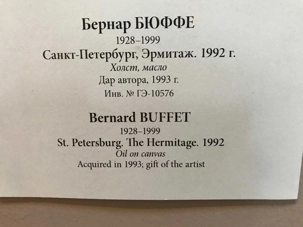 Бернар БЮФФЕ
1928–1999
Санкт-Петербург, Эрмитаж. 1992 г.
Холст, масло
Дар автора, 1993 г.
Инв. № ГЭ-10576
Bernard BUFFET
1928–1999
St. Petersburg. The Hermitage. 1992
Oil on canvas
Acquired in 1993; gift of the artist